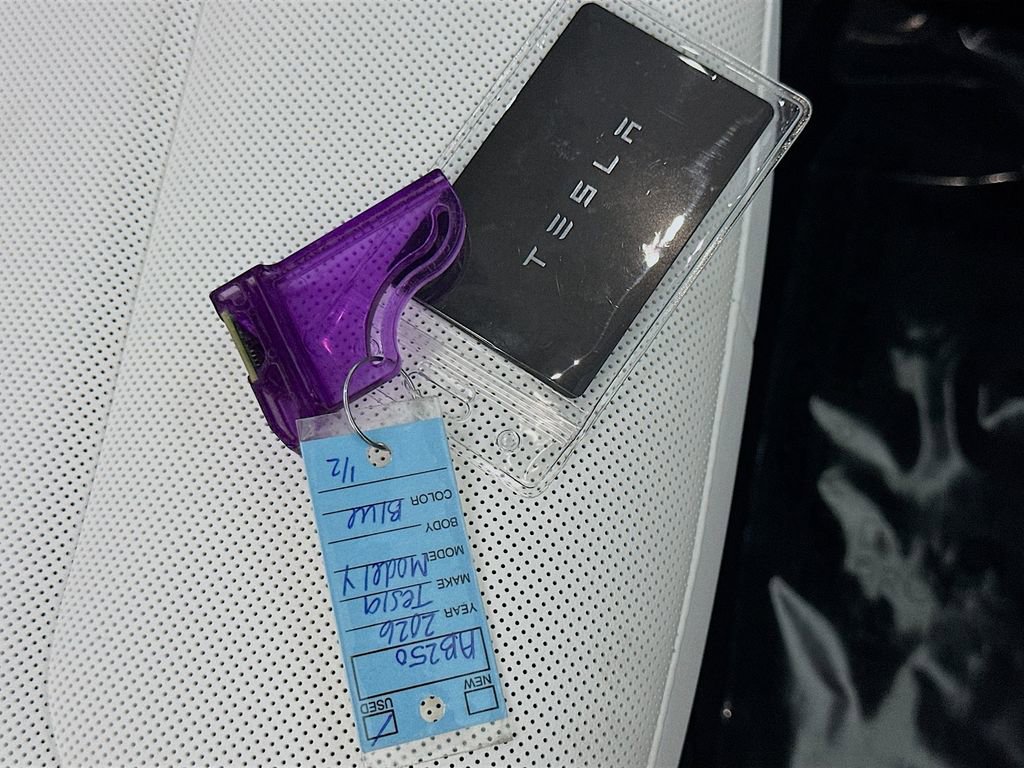 TESLA
NEW USED
AB250
YEAR 2026
MAKE Tesla
MODEL Model Y
BODY
COLOR Blue
1/2